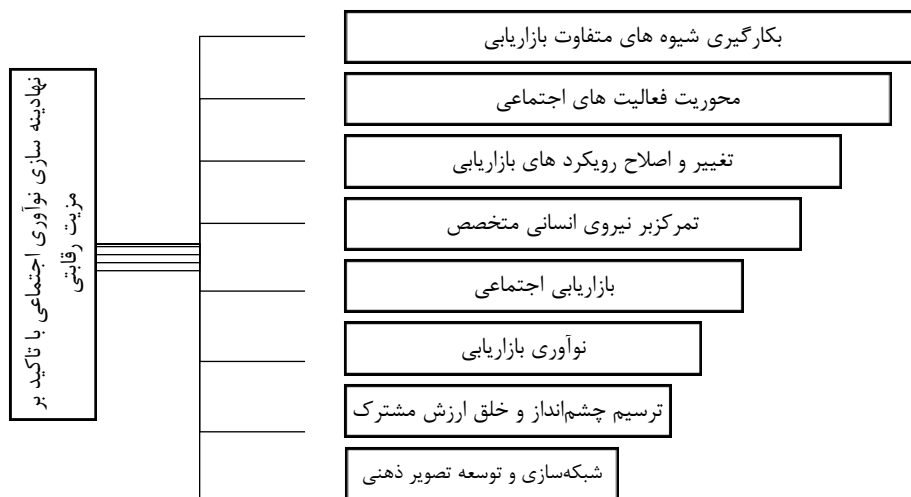 بکارگیری شیوه های متفاوت بازاریابی
محوریت فعالیت های اجتماعی
تغییر و اصلاح رویکرد های بازاریابی
تمرکزبر نیروی انسانی متخصص
بازاریابی اجتماعی
نوآوری بازاریابی
ترسیم چشم‌انداز و خلق ارزش مشترک
شبکه‌سازی و توسعه تصویر ذهنی
نهادینه سازی نوآوری اجتماعی با تاکید بر
مزیت رقابتی